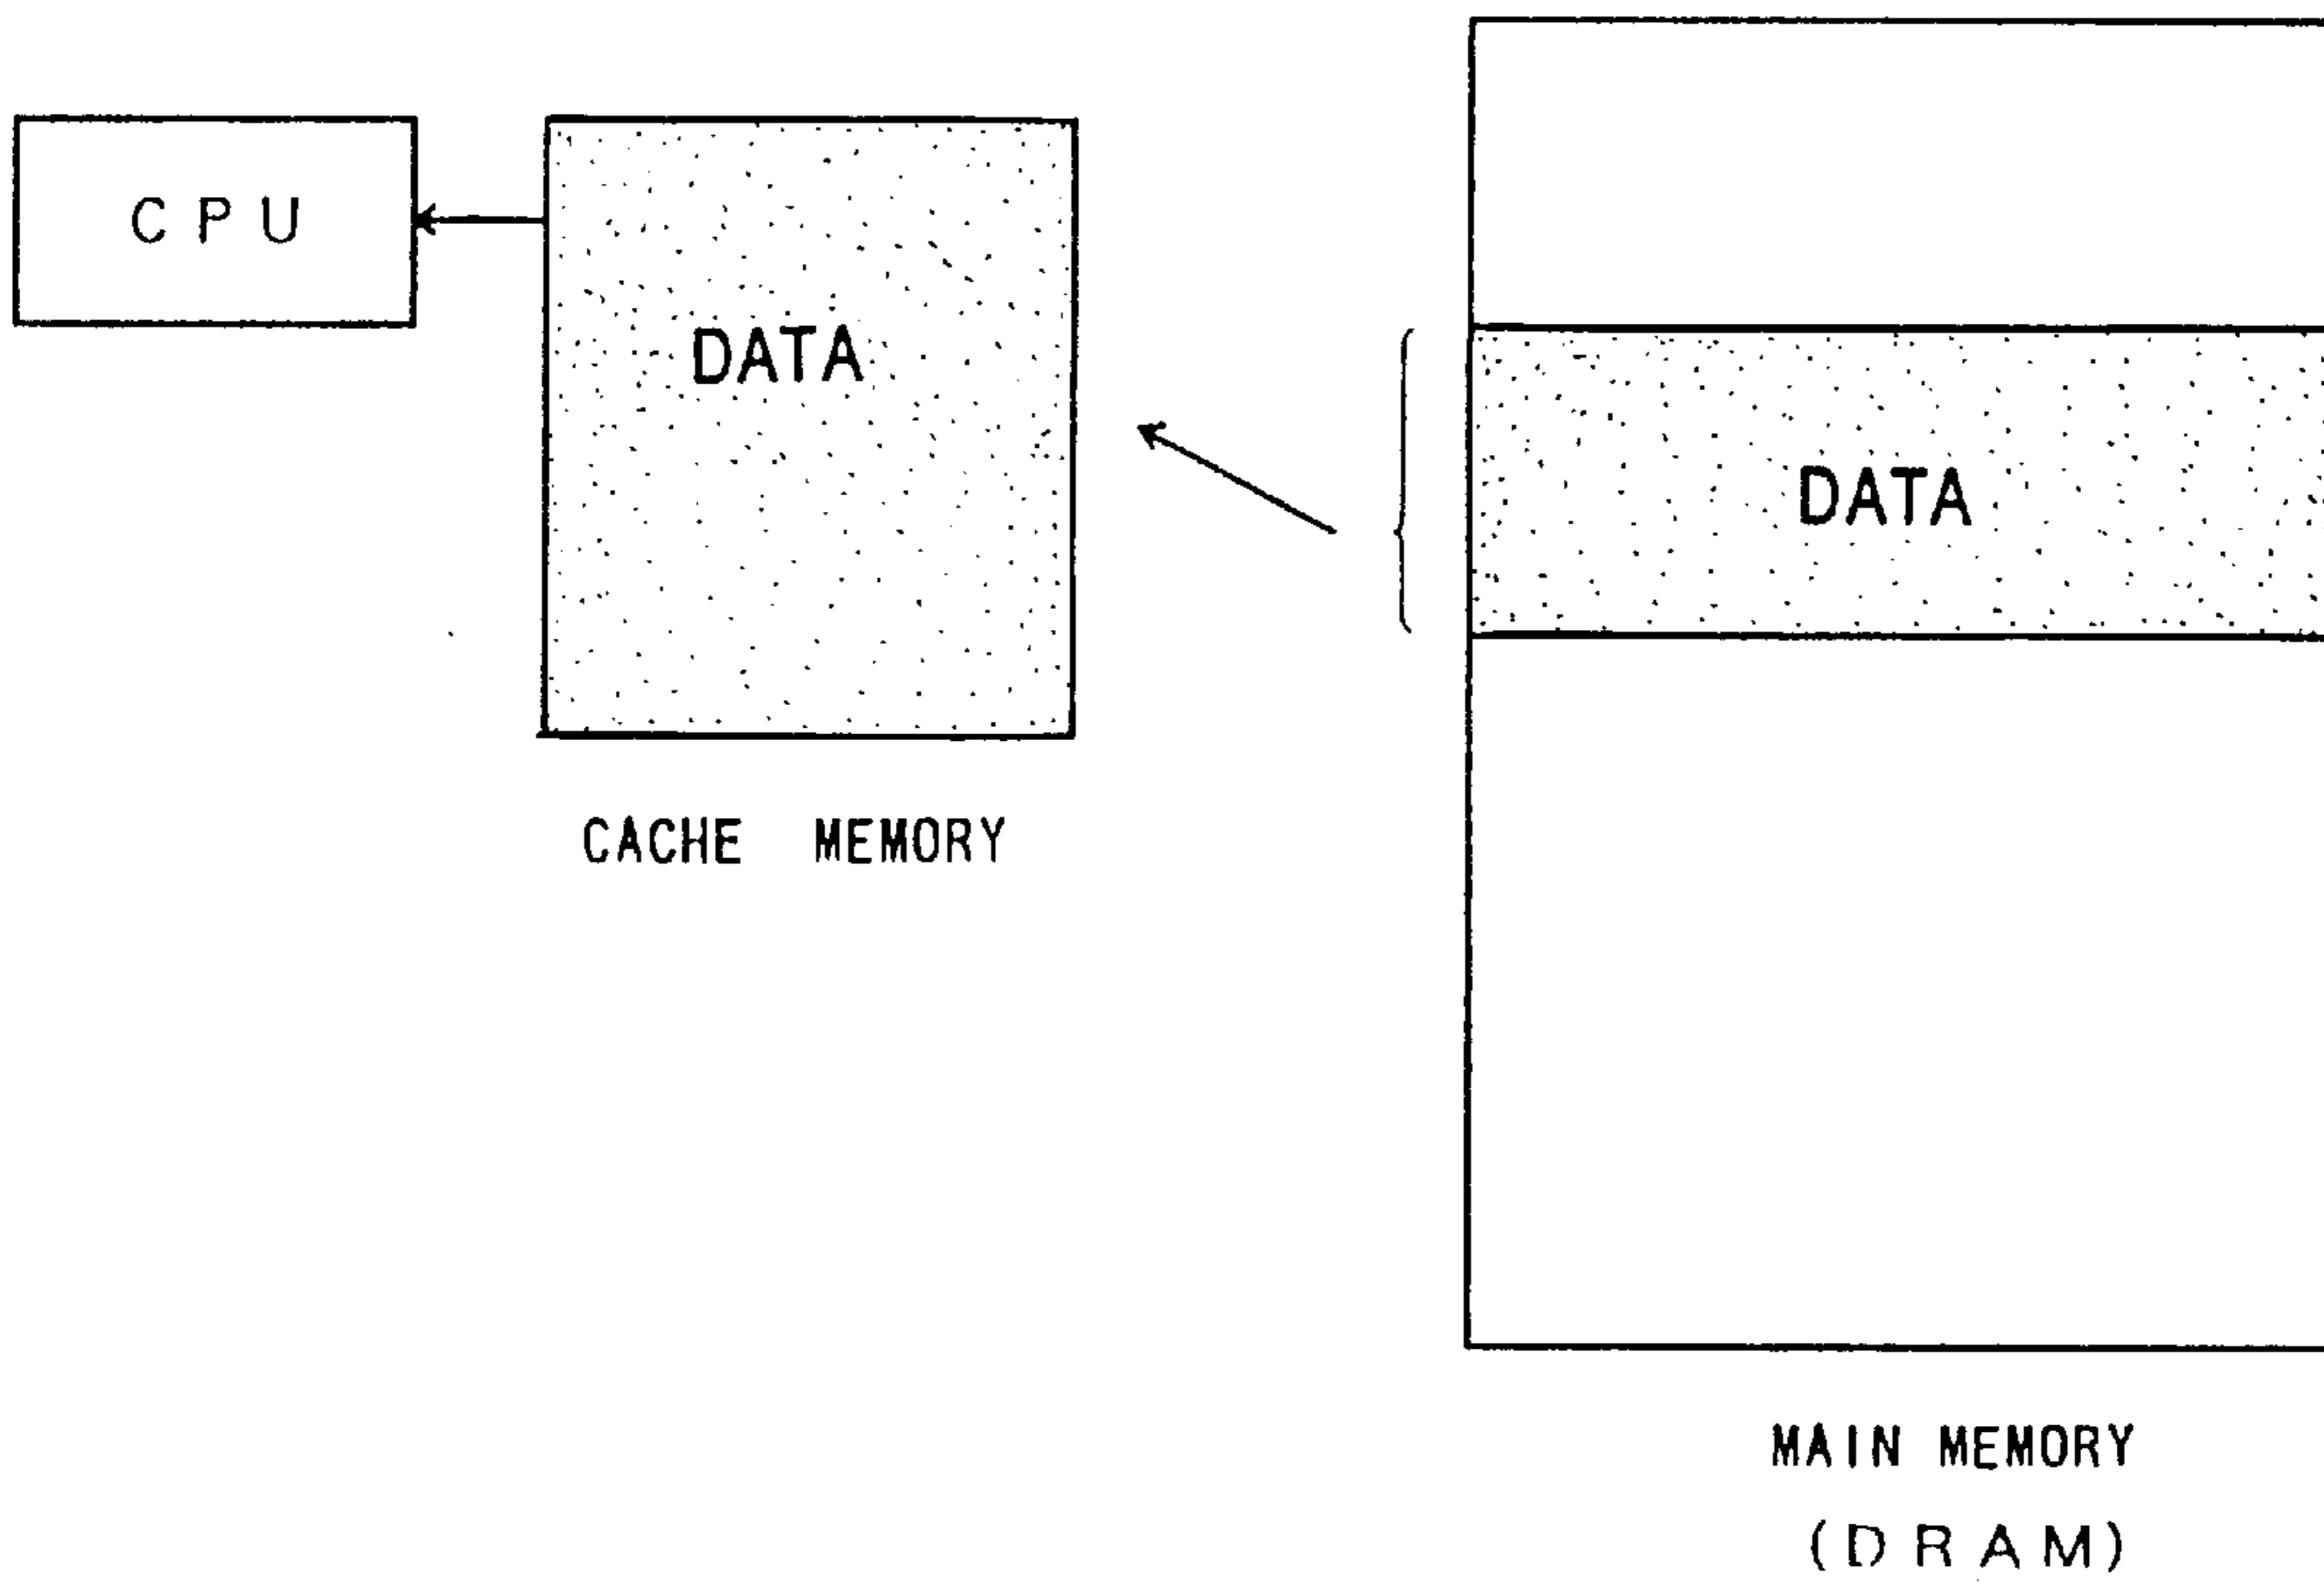 CPU
DATA
DATA
CACHE MEMORY
MAIN MEMORY
(DRAM)